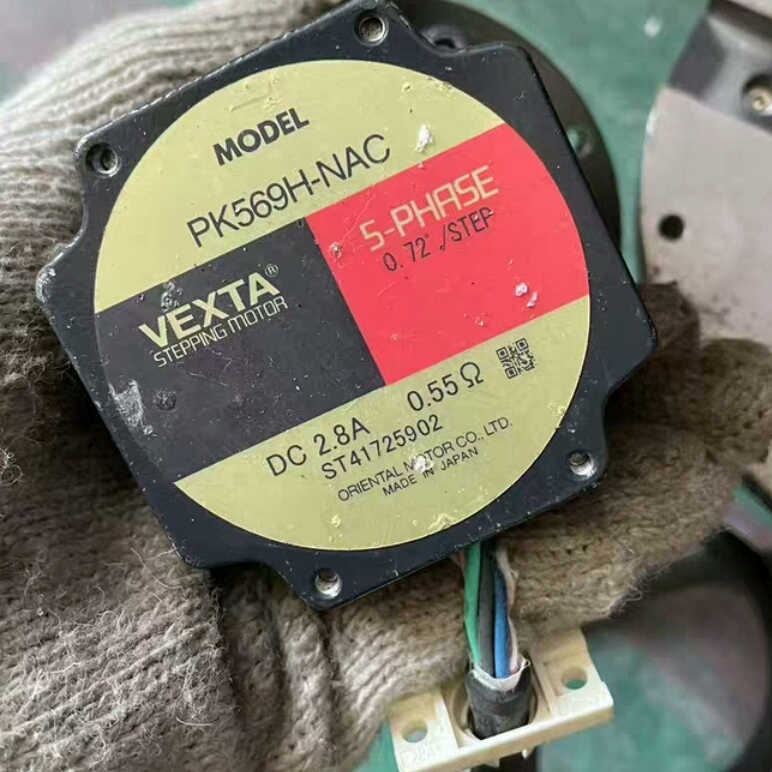 MODEL
PK569H-NAC
5-PHASE
0.72°/STEP
VEXTA®
STEPPING MOTOR
DC 2.8A 0.55Ω
ST41725902
ORIENTAL MOTOR CO., LTD.
MADE IN JAPAN